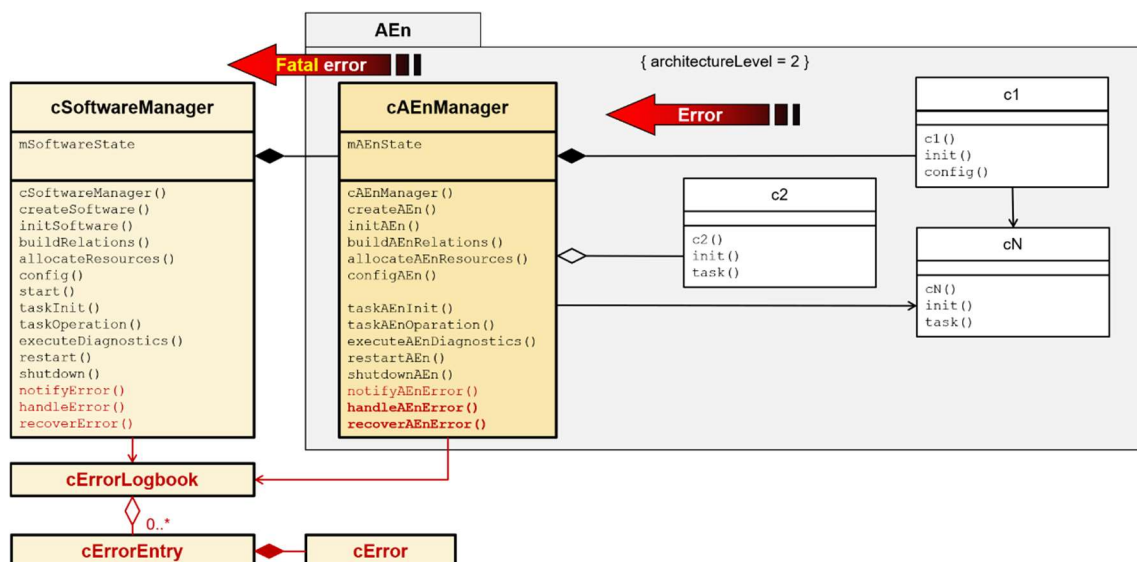 AEn
{ architectureLevel = 2 }
Fatal error
Error
cSoftwareManager
mSoftwareState
cSoftwareManager()
createSoftware()
initSoftware()
buildRelations()
allocateResources()
config()
start()
taskInit()
taskOperation()
executeDiagnostics()
restart()
shutdown()
notifyError()
handleError()
recoverError()
cAEnManager
mAEnState
cAEnManager()
createAEn()
initAEn()
buildAEnRelations()
allocateAEnResources()
configAEn()
taskAEnInit()
taskAEnOparation()
executeAEnDiagnostics()
restartAEn()
shutdownAEn()
notifyAEnError()
handleAEnError()
recoverAEnError()
c1
c1()
init()
config()
c2
c2()
init()
task()
cN
cN()
init()
task()
cErrorLogbook
0..*
cErrorEntry
cError